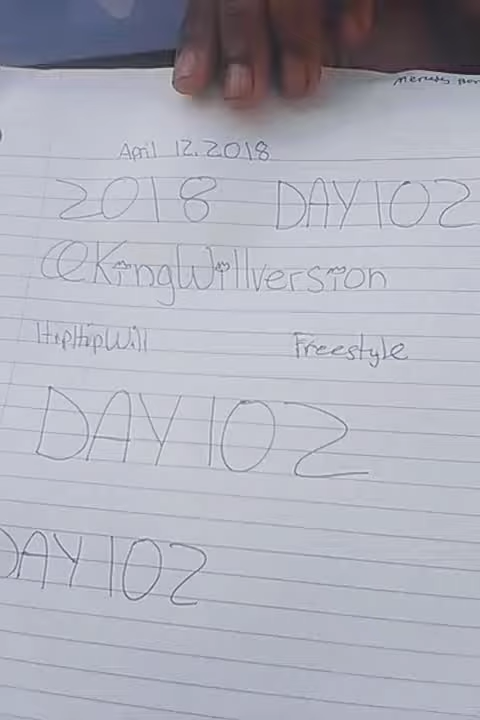 April 12, 2018
2018 DAY 102
@KingWillversion
HipHipWill Freestyle
DAY 102
DAY 102